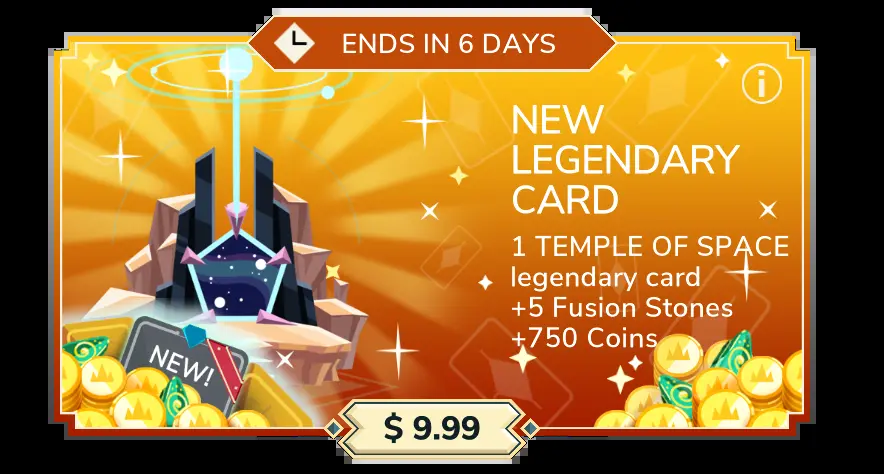 ENDS IN 6 DAYS
NEW
LEGENDARY
CARD
1 TEMPLE OF SPACE
legendary card
+5 Fusion Stones
+750 Coins
NEW!
$ 9.99